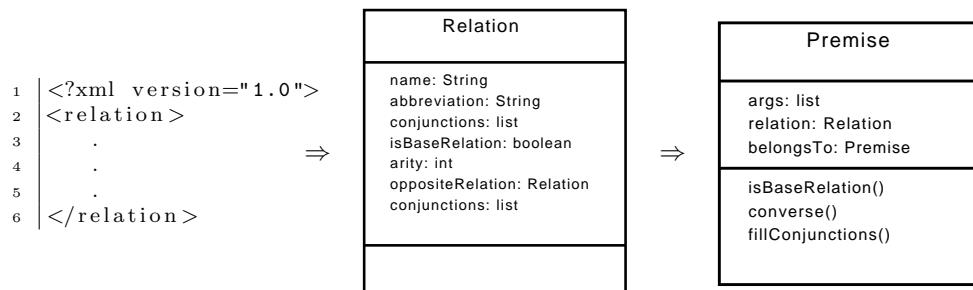 1 <?xml version="1.0">
2 <relation>
3 .
4 .
5 .
6 </relation>
⇒
Relation
name: String
abbreviation: String
conjunctions: list
isBaseRelation: boolean
arity: int
oppositeRelation: Relation
conjunctions: list
⇒
Premise
args: list
relation: Relation
belongsTo: Premise
isBaseRelation()
converse()
fillConjunctions()